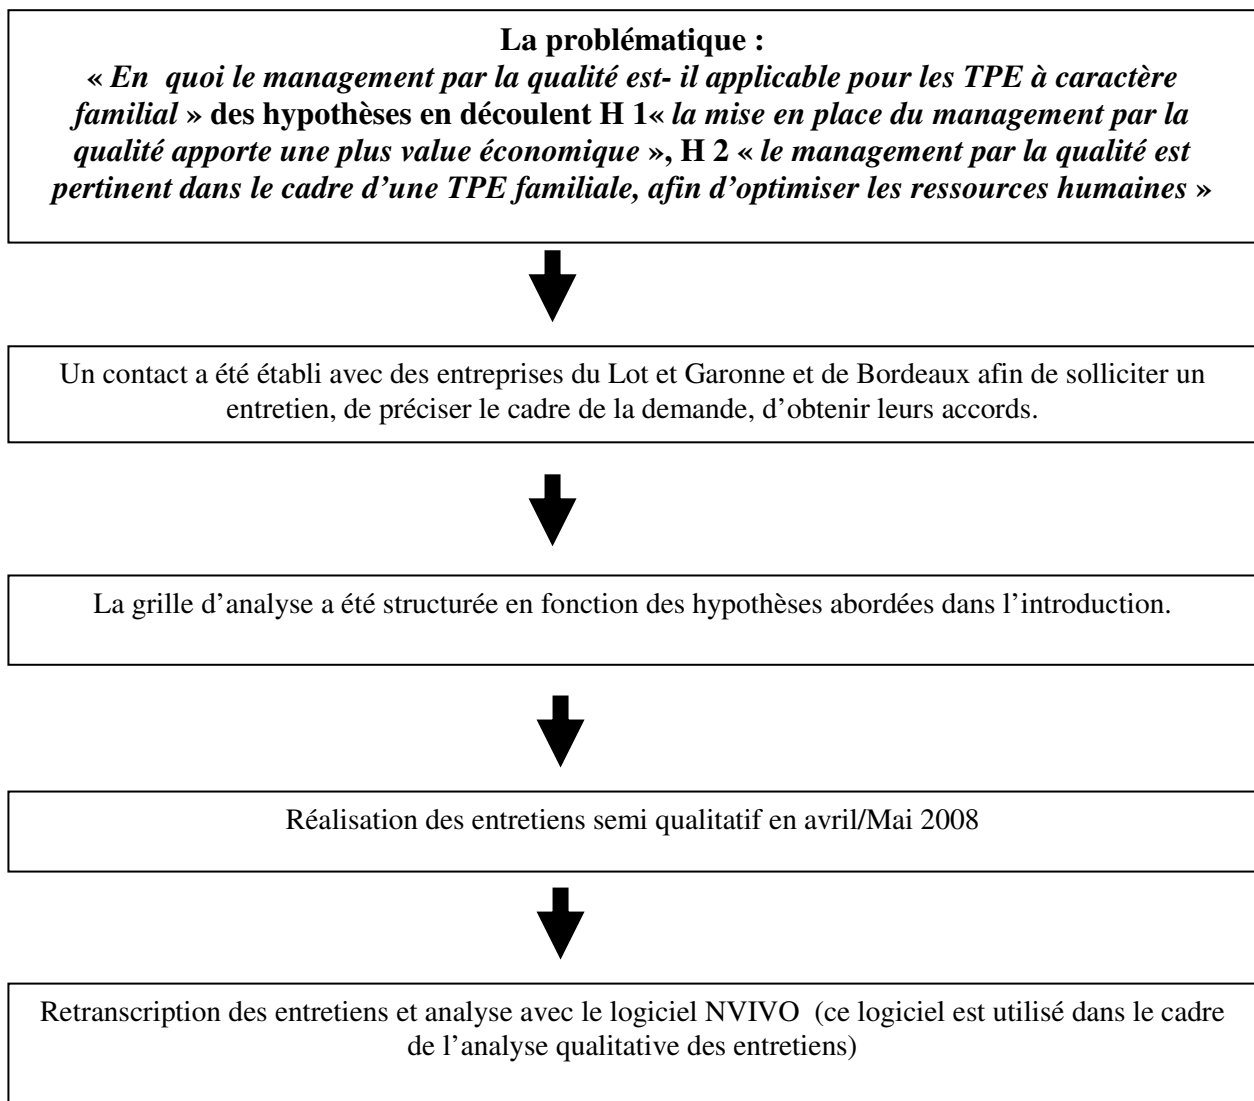 La problématique :
« En  quoi le management par la qualité est- il applicable pour les TPE à caractère
familial » des hypothèses en découlent H 1« la mise en place du management par la
qualité apporte une plus value économique », H 2 « le management par la qualité est
pertinent dans le cadre d’une TPE familiale, afin d’optimiser les ressources humaines »
Un contact a été établi avec des entreprises du Lot et Garonne et de Bordeaux afin de solliciter un
entretien, de préciser le cadre de la demande, d’obtenir leurs accords.
La grille d’analyse a été structurée en fonction des hypothèses abordées dans l’introduction.
Réalisation des entretiens semi qualitatif en avril/Mai 2008
Retranscription des entretiens et analyse avec le logiciel NVIVO  (ce logiciel est utilisé dans le cadre
de l’analyse qualitative des entretiens)